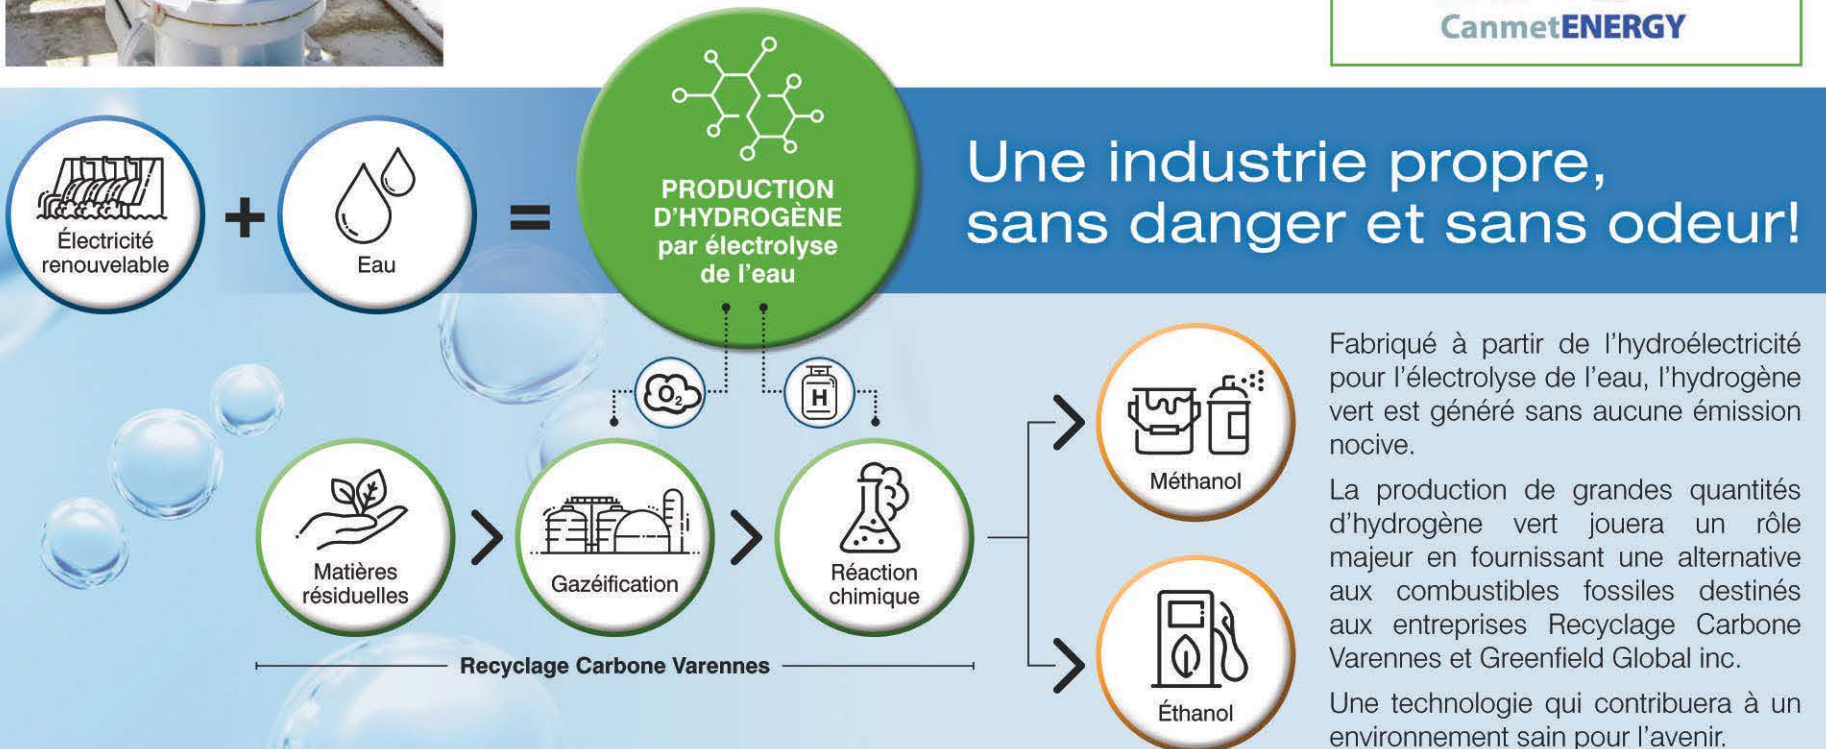 CanmetENERGY
Électricité
renouvelable
+
Eau
=
PRODUCTION
D'HYDROGÈNE
par électrolyse
de l'eau
Une industrie propre,
sans danger et sans odeur!
O₂
H
Matières
résiduelles
Gazéification
Réaction
chimique
Recyclage Carbone Varennes
Méthanol
Éthanol
Fabriqué à partir de l'hydroélectricité
pour l'électrolyse de l'eau, l'hydrogène
vert est généré sans aucune émission
nocive.
La production de grandes quantités
d'hydrogène vert jouera un rôle
majeur en fournissant une alternative
aux combustibles fossiles destinés
aux entreprises Recyclage Carbone
Varennes et Greenfield Global inc.
Une technologie qui contribuera à un
environnement sain pour l'avenir.